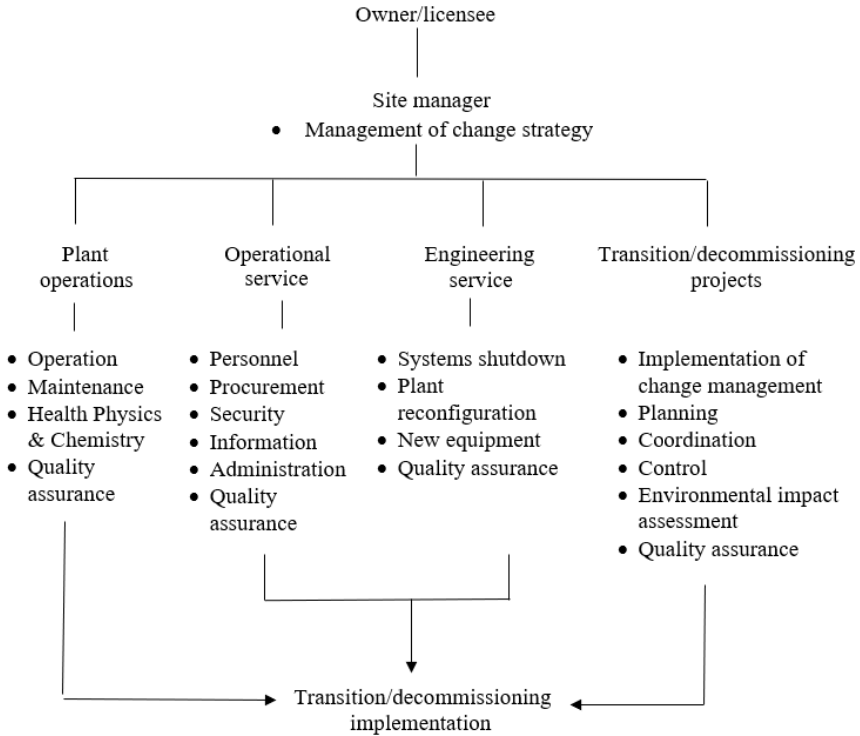 Owner/licensee
Site manager
• Management of change strategy
Plant
operations
Operational
service
Engineering
service
Transition/decommissioning
projects
• Operation
• Maintenance
• Health Physics
& Chemistry
• Quality
assurance
• Personnel
• Procurement
• Security
• Information
• Administration
• Quality
assurance
• Systems shutdown
• Plant
reconfiguration
• New equipment
• Quality assurance
• Implementation of
change management
• Planning
• Coordination
• Control
• Environmental impact
assessment
• Quality assurance
Transition/decommissioning
implementation